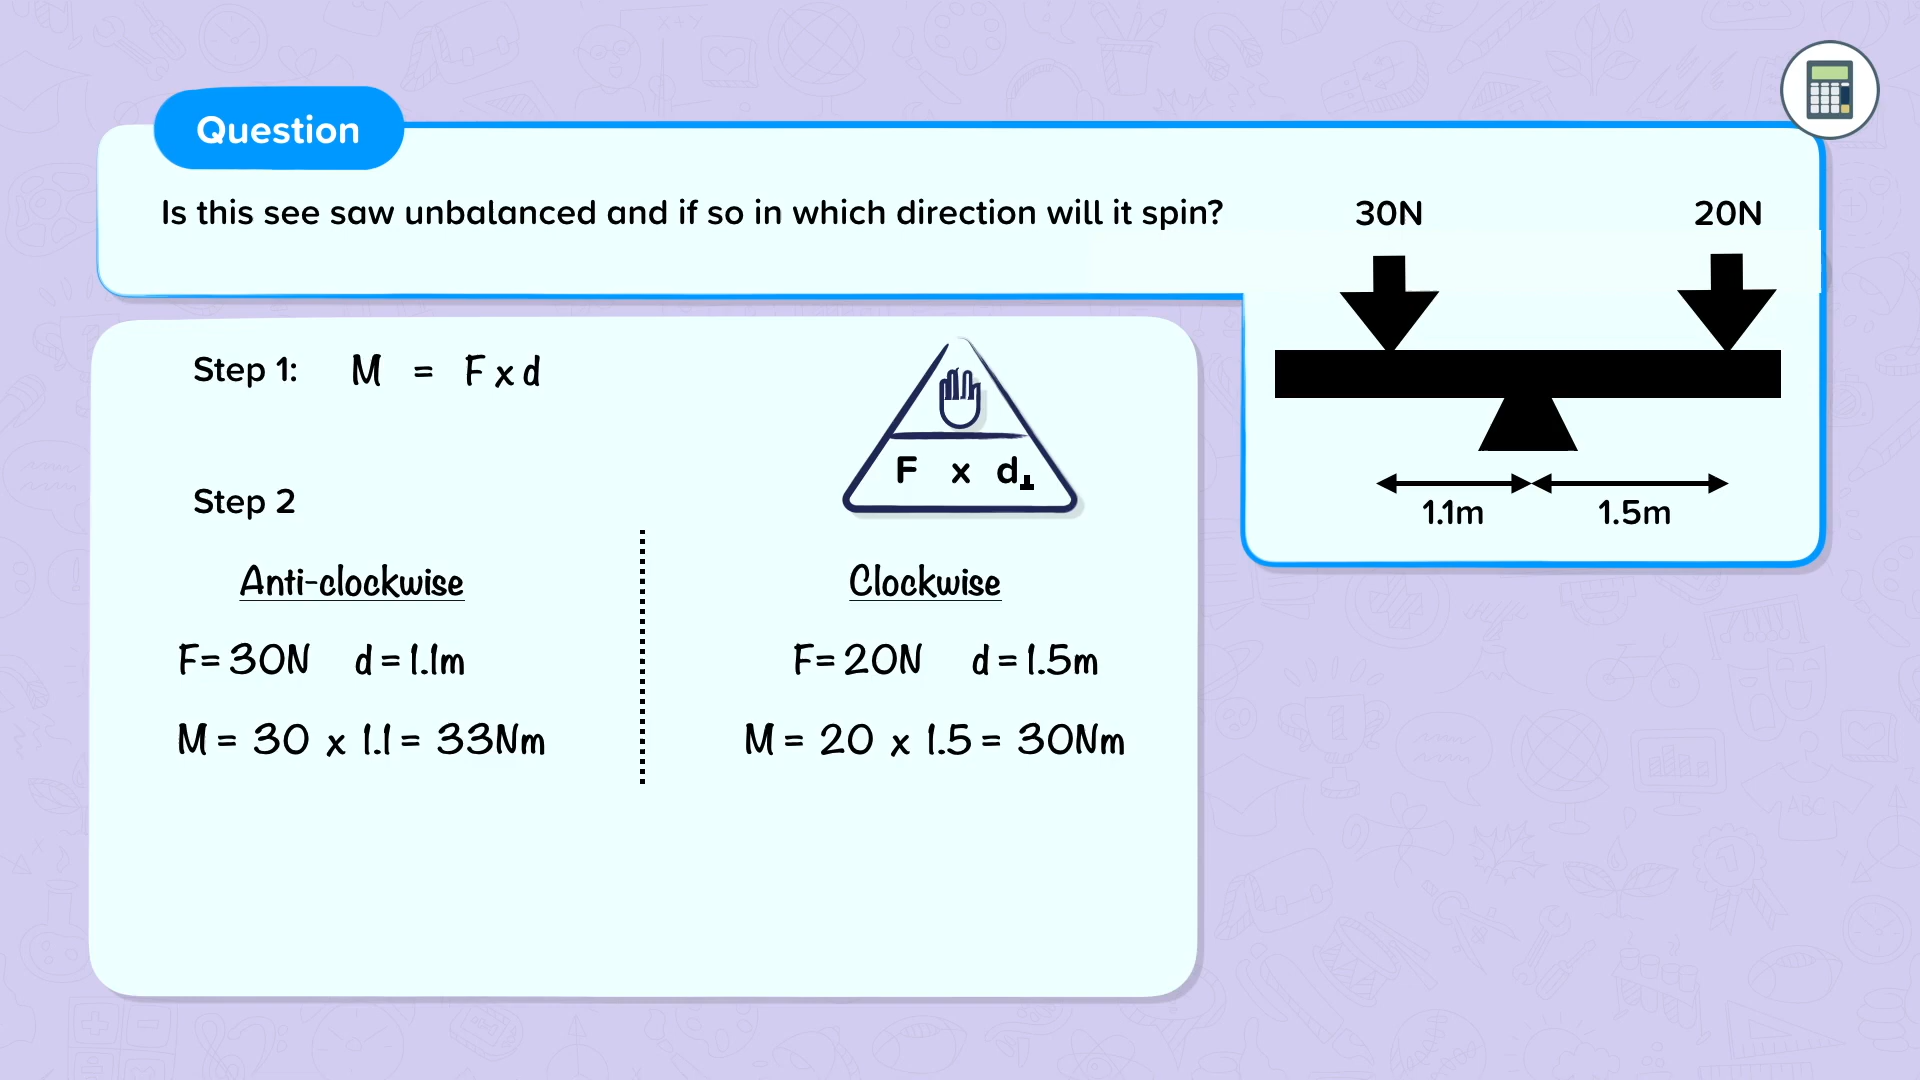 Question
Is this see saw unbalanced and if so in which direction will it spin?
30N
20N
1.1m
1.5m
Step 1: M = F x d
F x d⊥
Step 2
Anti-clockwise
F= 30N d = 1.1m
M = 30 x 1.1 = 33Nm
Clockwise
F= 20N d = 1.5m
M = 20 x 1.5 = 30Nm